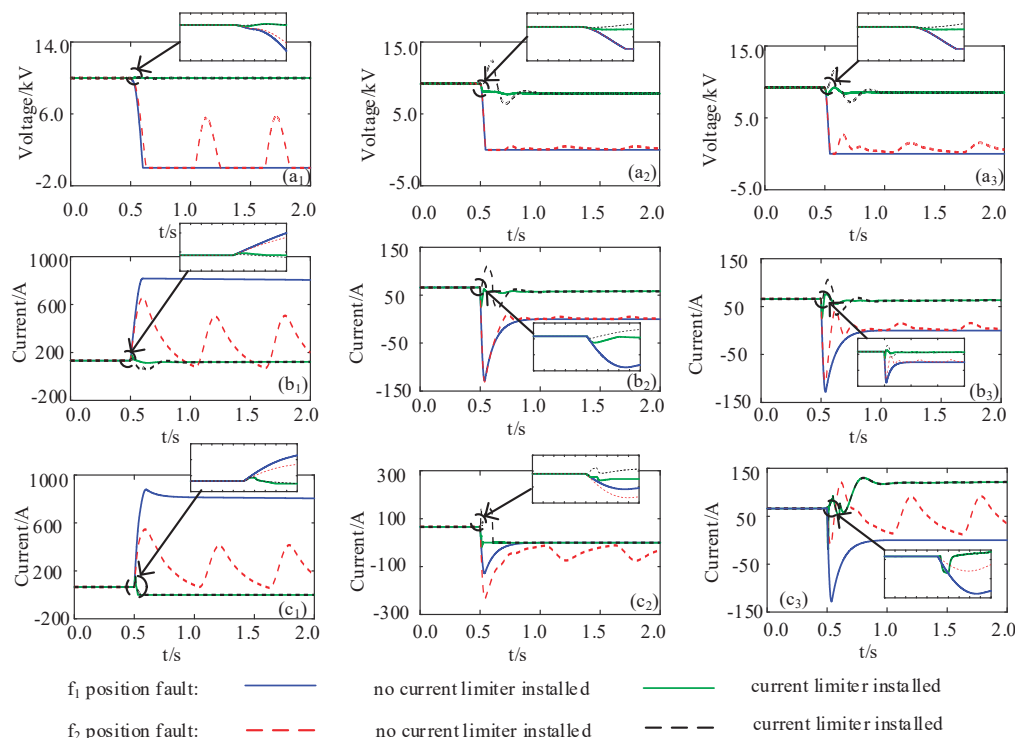 14.0
6.0
-2.0
Voltage/kV
(a1)
0.0 0.5 1.0 1.5 2.0
t/s
15.0
5.0
-5.0
Voltage/kV
(a2)
0.0 0.5 1.0 1.5 2.0
t/s
15.0
5.0
-5.0
Voltage/kV
(a3)
0.0 0.5 1.0 1.5 2.0
t/s
1000
600
200
-200
Current/A
(b1)
0.0 0.5 1.0 1.5 2.0
t/s
150
50
-50
-150
Current/A
(b2)
0.0 0.5 1.0 1.5 2.0
t/s
150
50
-50
-150
Current/A
(b3)
0.0 0.5 1.0 1.5 2.0
t/s
1000
600
200
-200
Current/A
(c1)
0.0 0.5 1.0 1.5 2.0
t/s
300
100
-100
-300
Current/A
(c2)
0.0 0.5 1.0 1.5 2.0
t/s
150
50
-50
-150
Current/A
(c3)
0.0 0.5 1.0 1.5 2.0
t/s
f1 position fault: no current limiter installed current limiter installed
f2 position fault: no current limiter installed current limiter installed